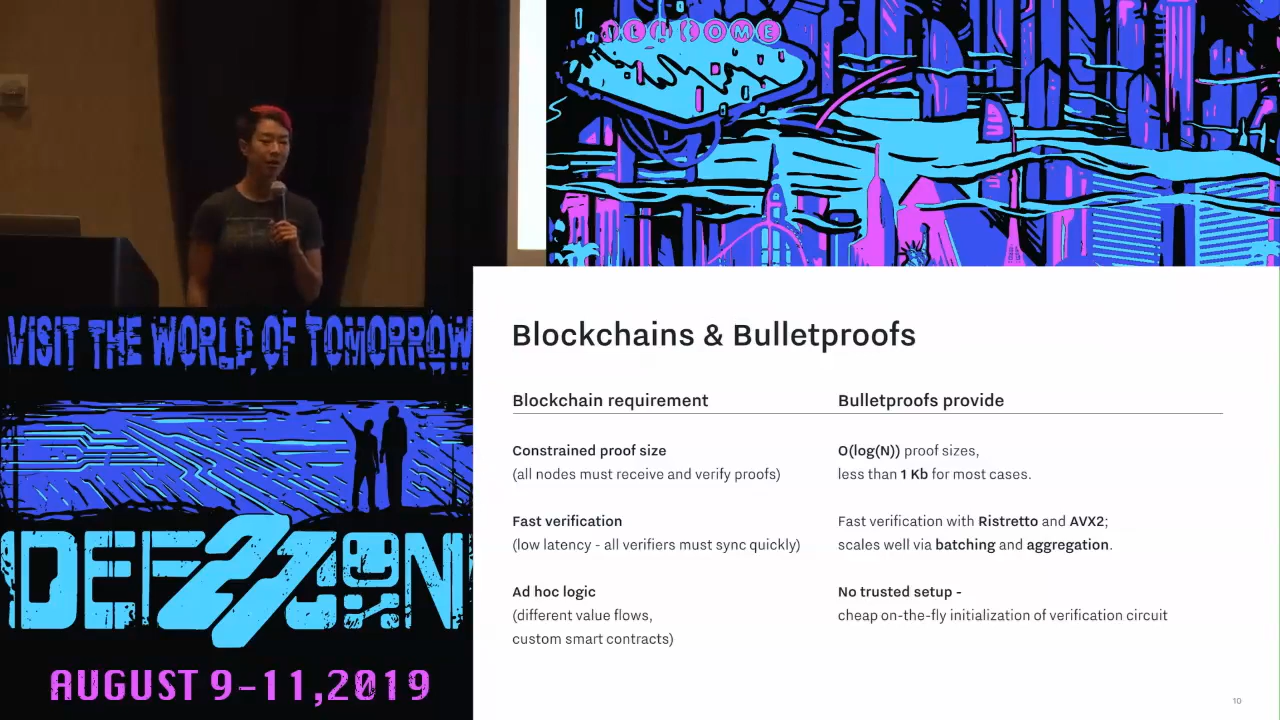 WELCOME
VISIT THE WORLD OF TOMORROW
DEF CON 27
AUGUST 9-11,2019
Blockchains & Bulletproofs
Blockchain requirement
Bulletproofs provide
Constrained proof size
(all nodes must receive and verify proofs)
O(log(N)) proof sizes,
less than 1 Kb for most cases.
Fast verification
(low latency - all verifiers must sync quickly)
Fast verification with Ristretto and AVX2;
scales well via batching and aggregation.
Ad hoc logic
(different value flows,
custom smart contracts)
No trusted setup -
cheap on-the-fly initialization of verification circuit
10